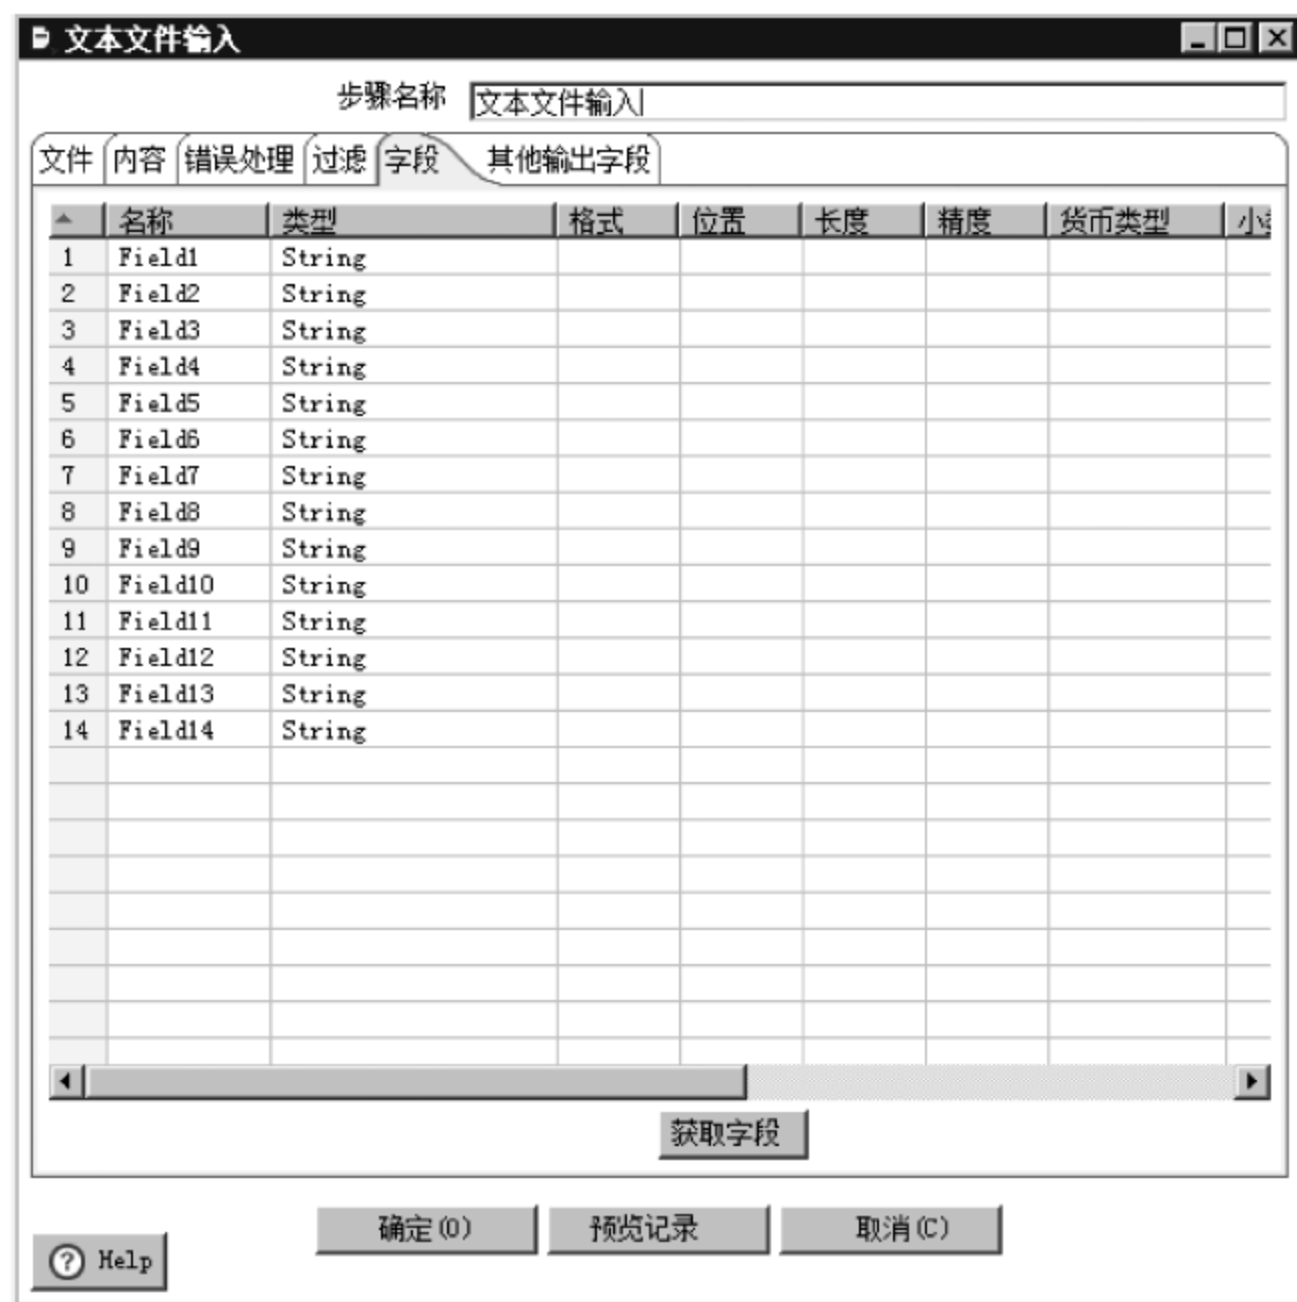 文本文件输入
步骤名称 文本文件输入
文件 内容 错误处理 过滤 字段 其他输出字段
名称 类型 格式 位置 长度 精度 货币类型 小
1 Field1 String
2 Field2 String
3 Field3 String
4 Field4 String
5 Field5 String
6 Field6 String
7 Field7 String
8 Field8 String
9 Field9 String
10 Field10 String
11 Field11 String
12 Field12 String
13 Field13 String
14 Field14 String
获取字段
确定(O) 预览记录 取消(C)
Help